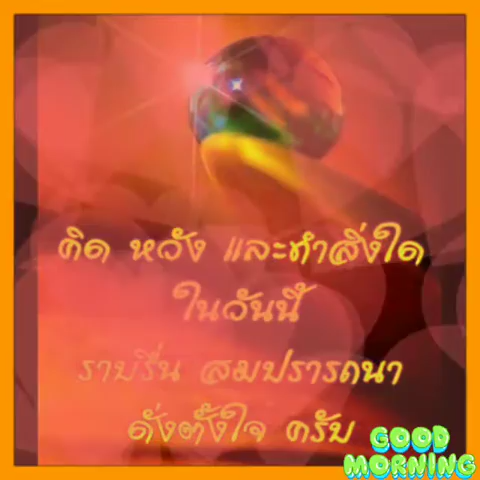 คิด หวัง และทำสิ่งใด
ในวันนี้
ราบรื่น สมปรารถนา
ดั่งตั้งใจ ครับ
GOOD
MORNING